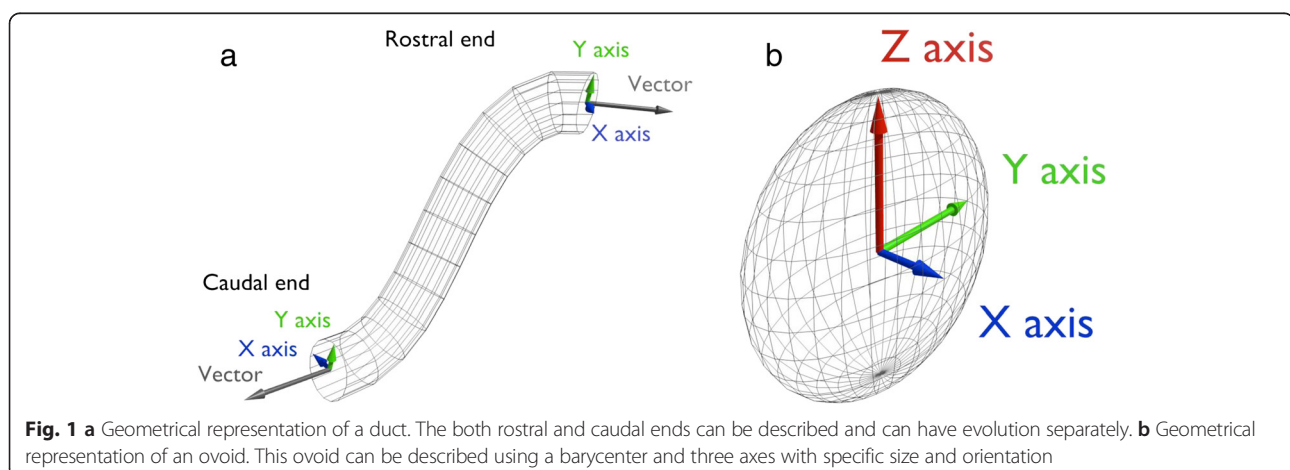 a
Rostral end
Y axis
Vector
X axis
Caudal end
Y axis
X axis
Vector
b
Z axis
Y axis
X axis
Fig. 1 a Geometrical representation of a duct. The both rostral and caudal ends can be described and can have evolution separately. b Geometrical
representation of an ovoid. This ovoid can be described using a barycenter and three axes with specific size and orientation